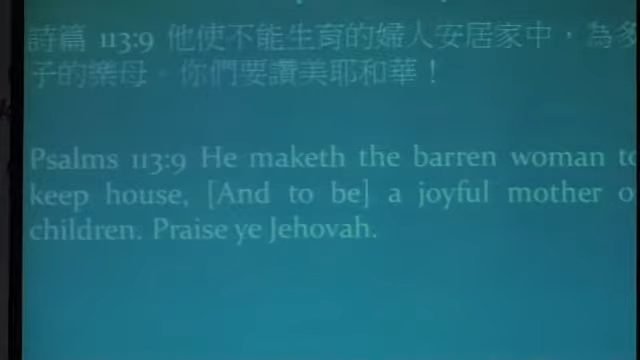 詩篇 113:9 他使不能生育的婦人安居家中，為多
子的樂母。你們要讚美耶和華！
Psalms 113:9 He maketh the barren woman to
keep house, [And to be] a joyful mother o
children. Praise ye Jehovah.